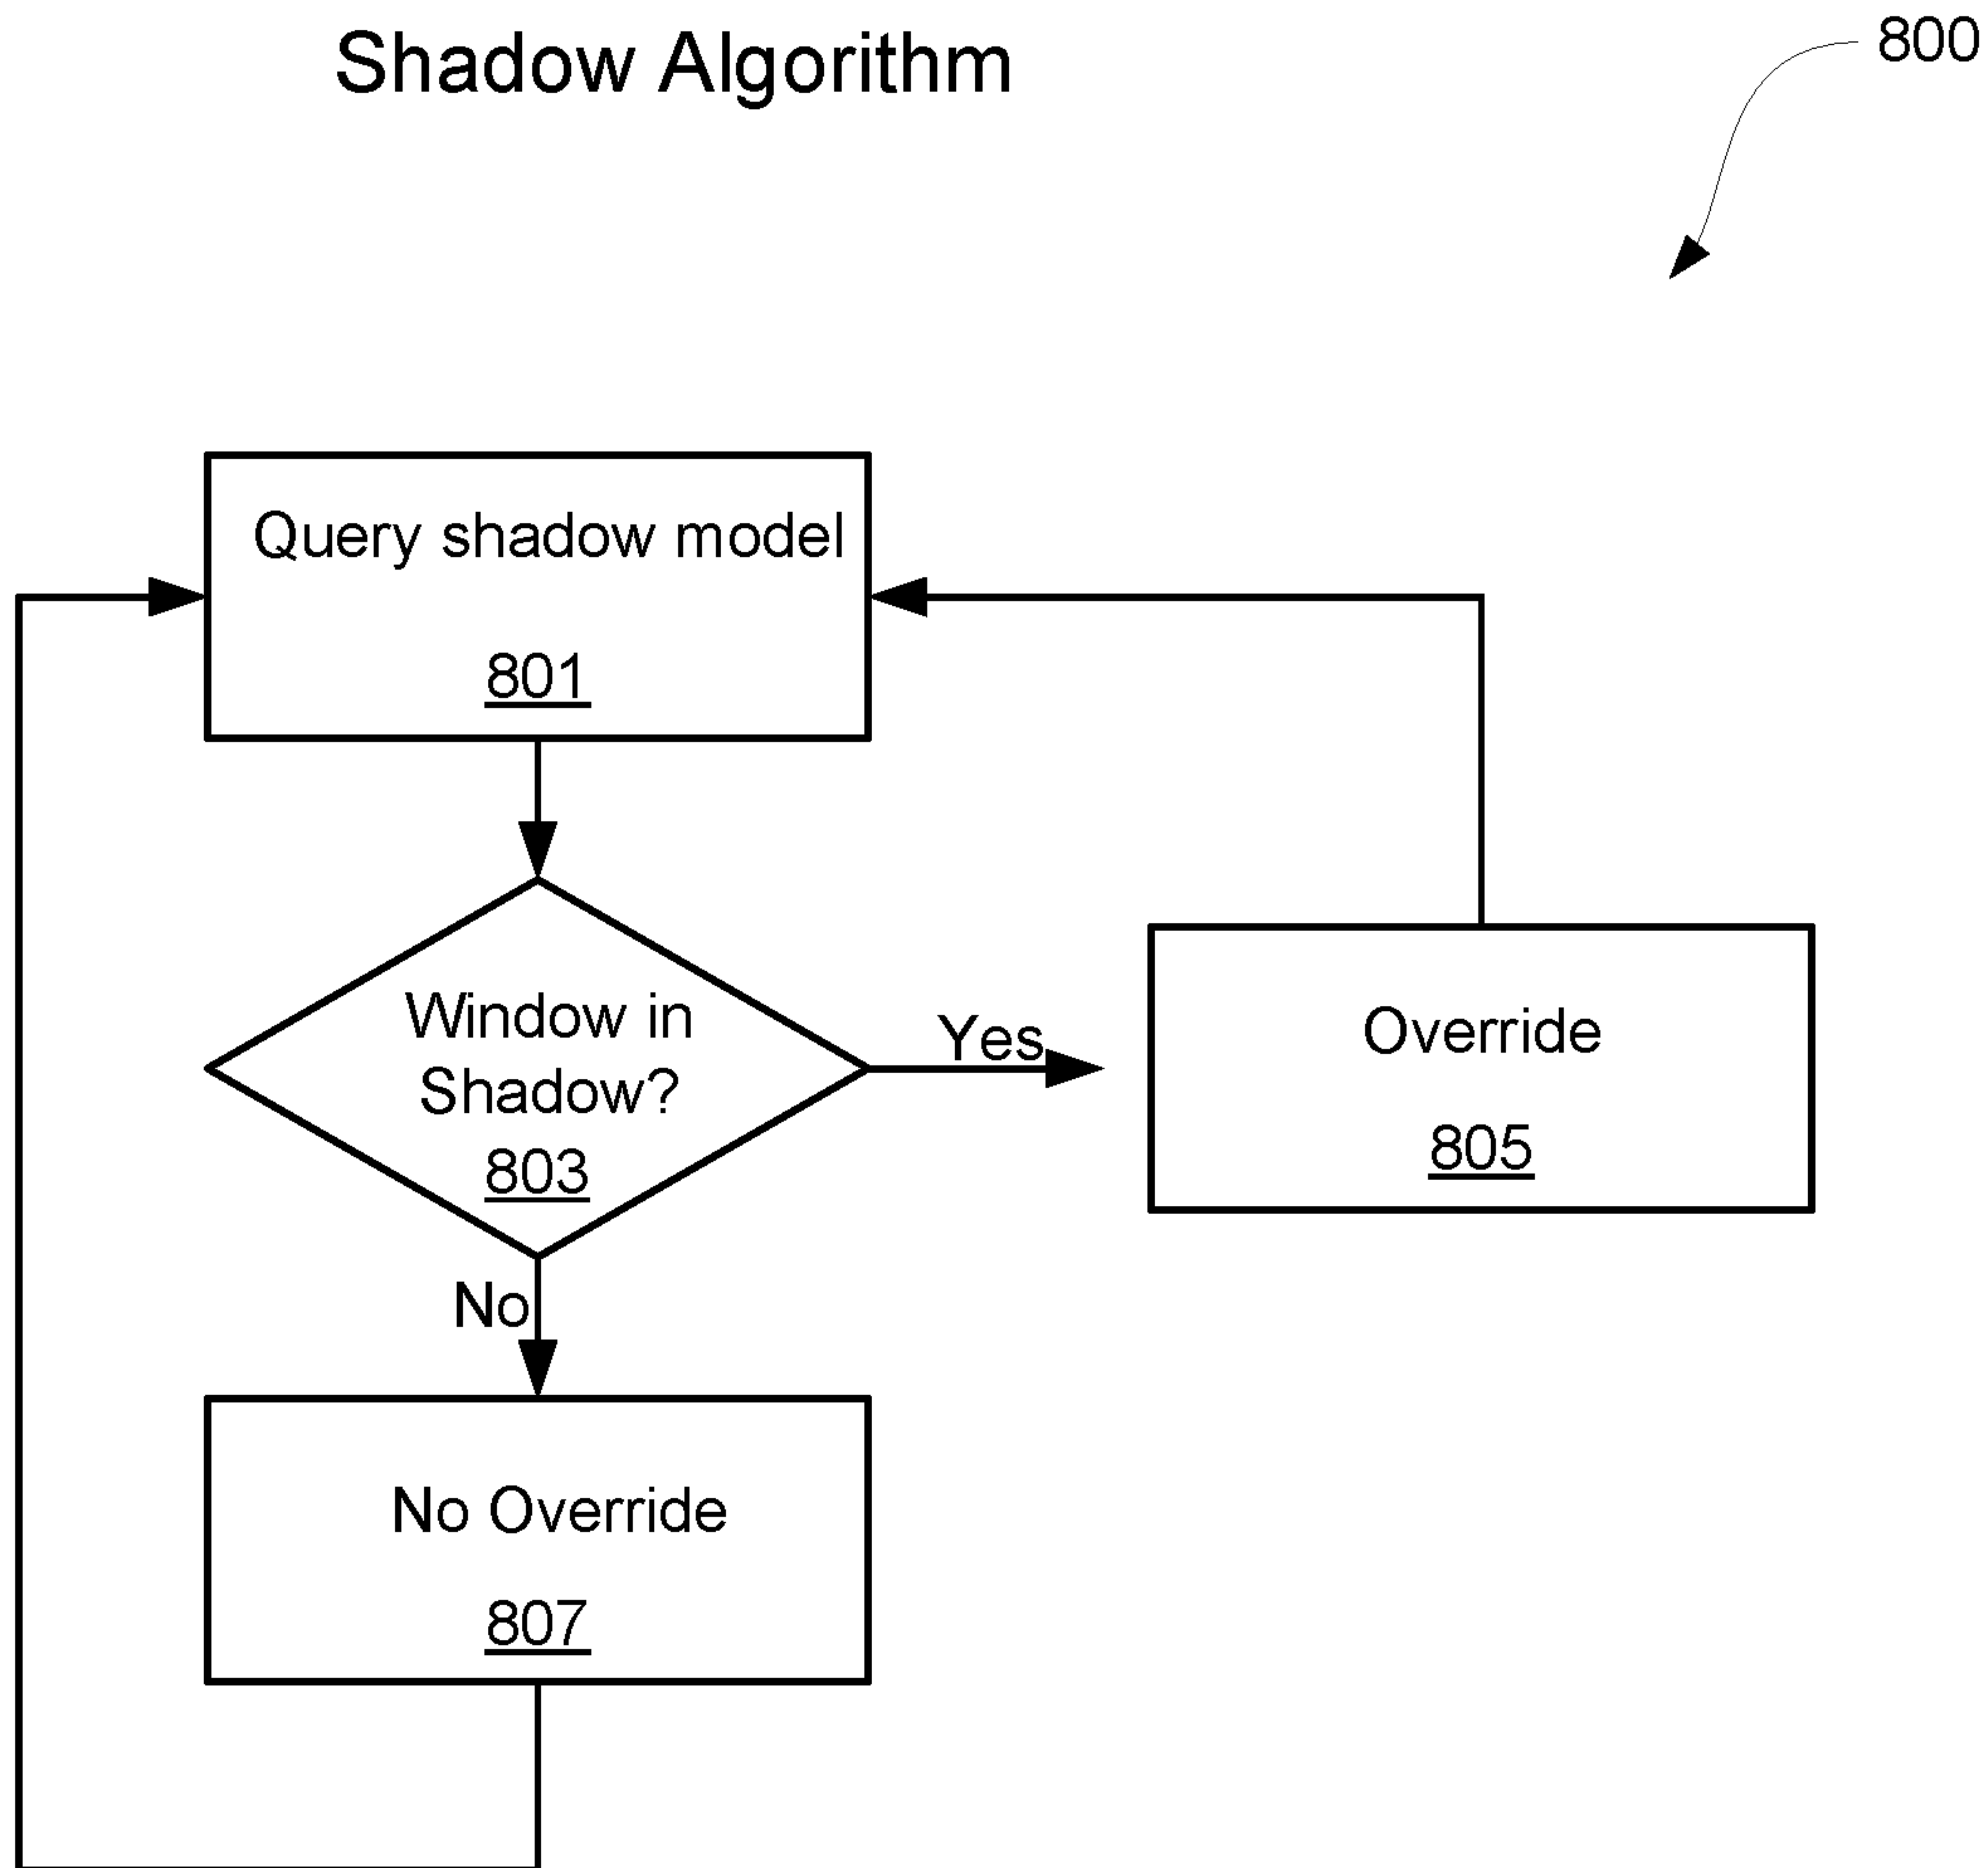 Shadow Algorithm
800
Query shadow model
801
Window in
Shadow?
803
Yes
Override
805
No
No Override
807